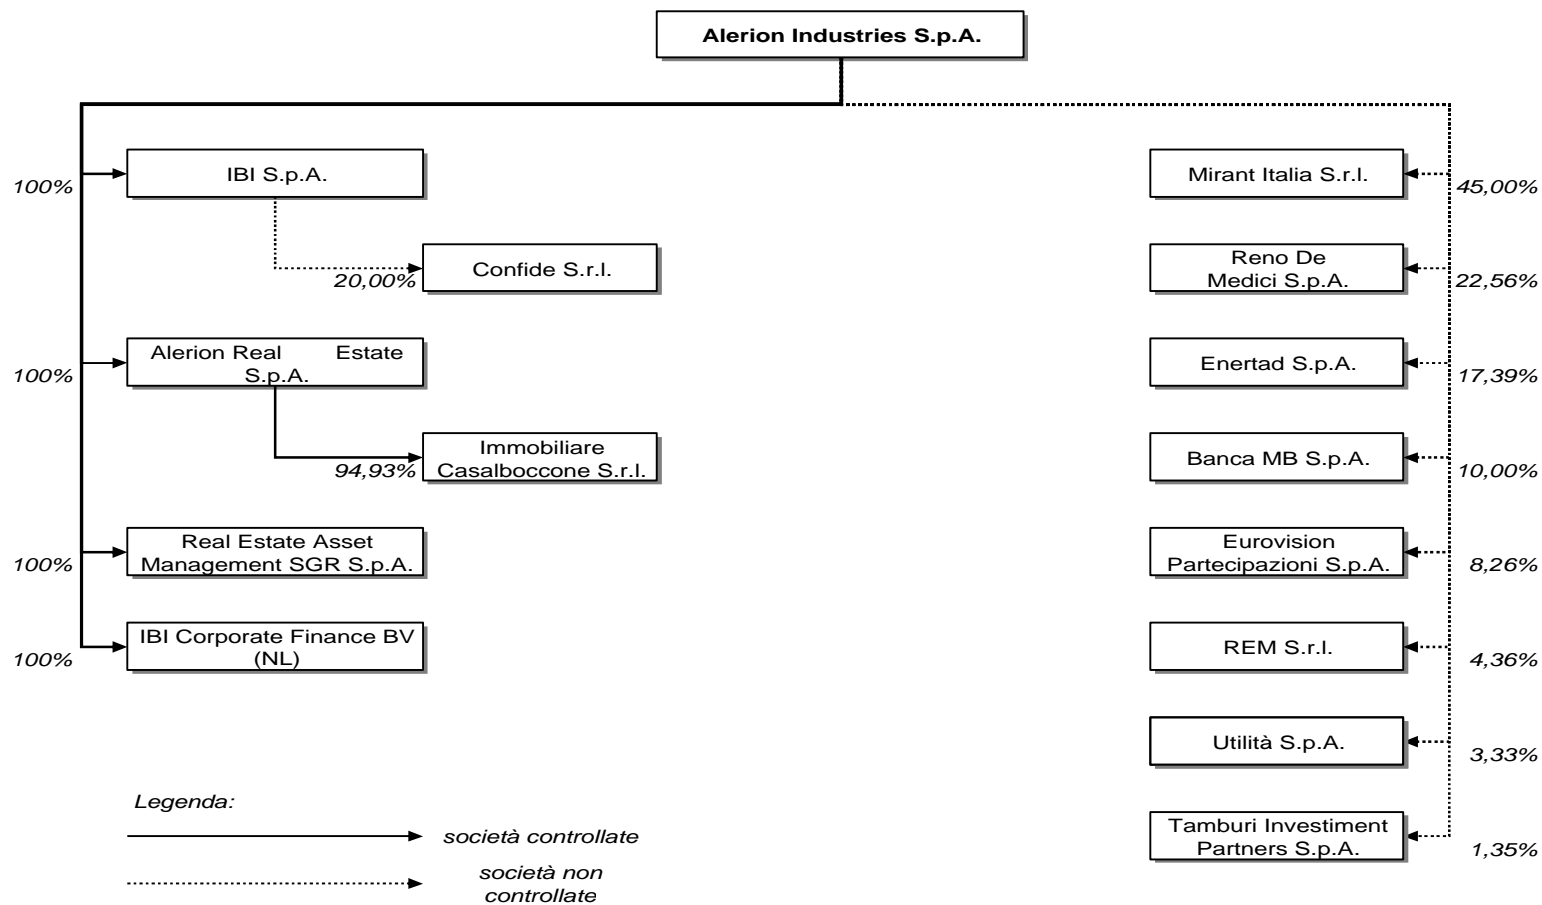 Alerion Industries S.p.A.
IBI S.p.A.
100%
Confide S.r.l.
20,00%
Alerion Real Estate
S.p.A.
100%
Immobiliare
Casalboccone S.r.l.
94,93%
Real Estate Asset
Management SGR S.p.A.
100%
IBI Corporate Finance BV
(NL)
100%
Mirant Italia S.r.l.
45,00%
Reno De
Medici S.p.A.
22,56%
Enertad S.p.A.
17,39%
Banca MB S.p.A.
10,00%
Eurovision
Partecipazioni S.p.A.
8,26%
REM S.r.l.
4,36%
Utilità S.p.A.
3,33%
Tamburi Investiment
Partners S.p.A.
1,35%
Legenda:
società controllate
società non
controllate